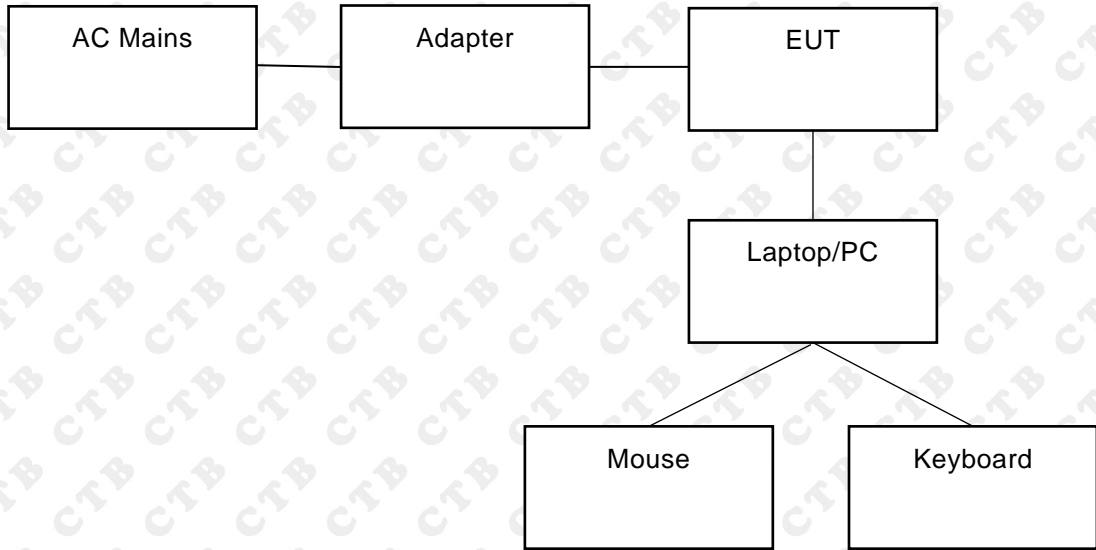 AC Mains
Adapter
EUT
Laptop/PC
Mouse
Keyboard